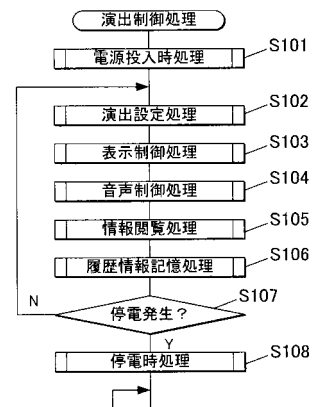 演出制御処理
電源投入時処理 S101
演出設定処理 S102
表示制御処理 S103
音声制御処理 S104
情報閲覧処理 S105
履歴情報記憶処理 S106
停電発生? S107
N
Y
停電時処理 S108